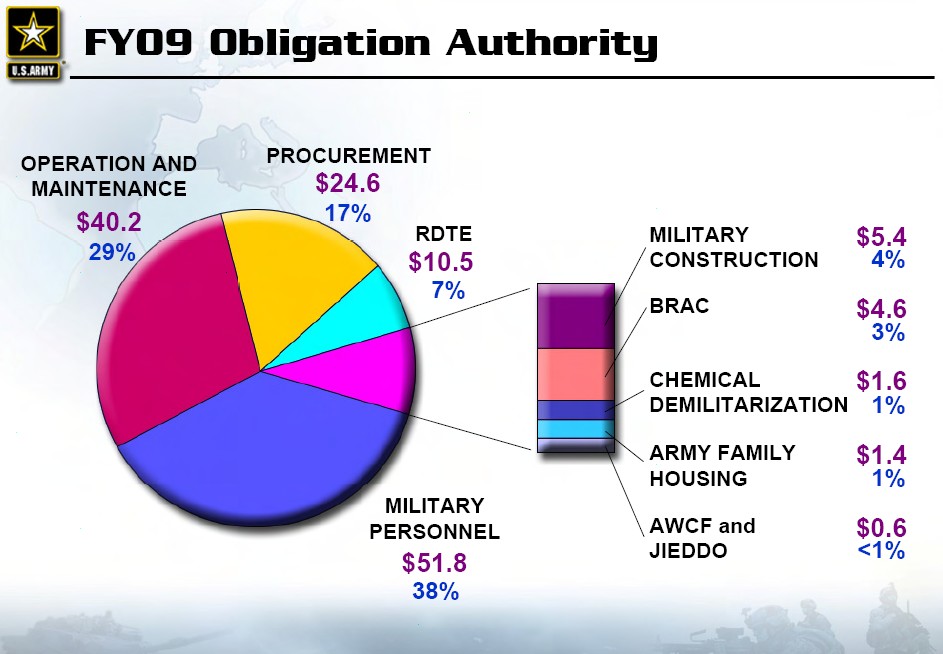 U.S.ARMY
FY09 Obligation Authority
OPERATION AND
MAINTENANCE
$40.2
29%
PROCUREMENT
$24.6
17%
RDTE
$10.5
7%
MILITARY
PERSONNEL
$51.8
38%
MILITARY
CONSTRUCTION
$5.4
4%
BRAC
$4.6
3%
CHEMICAL
DEMILITARIZATION
$1.6
1%
ARMY FAMILY
HOUSING
$1.4
1%
AWCF and
JIEDDO
$0.6
<1%